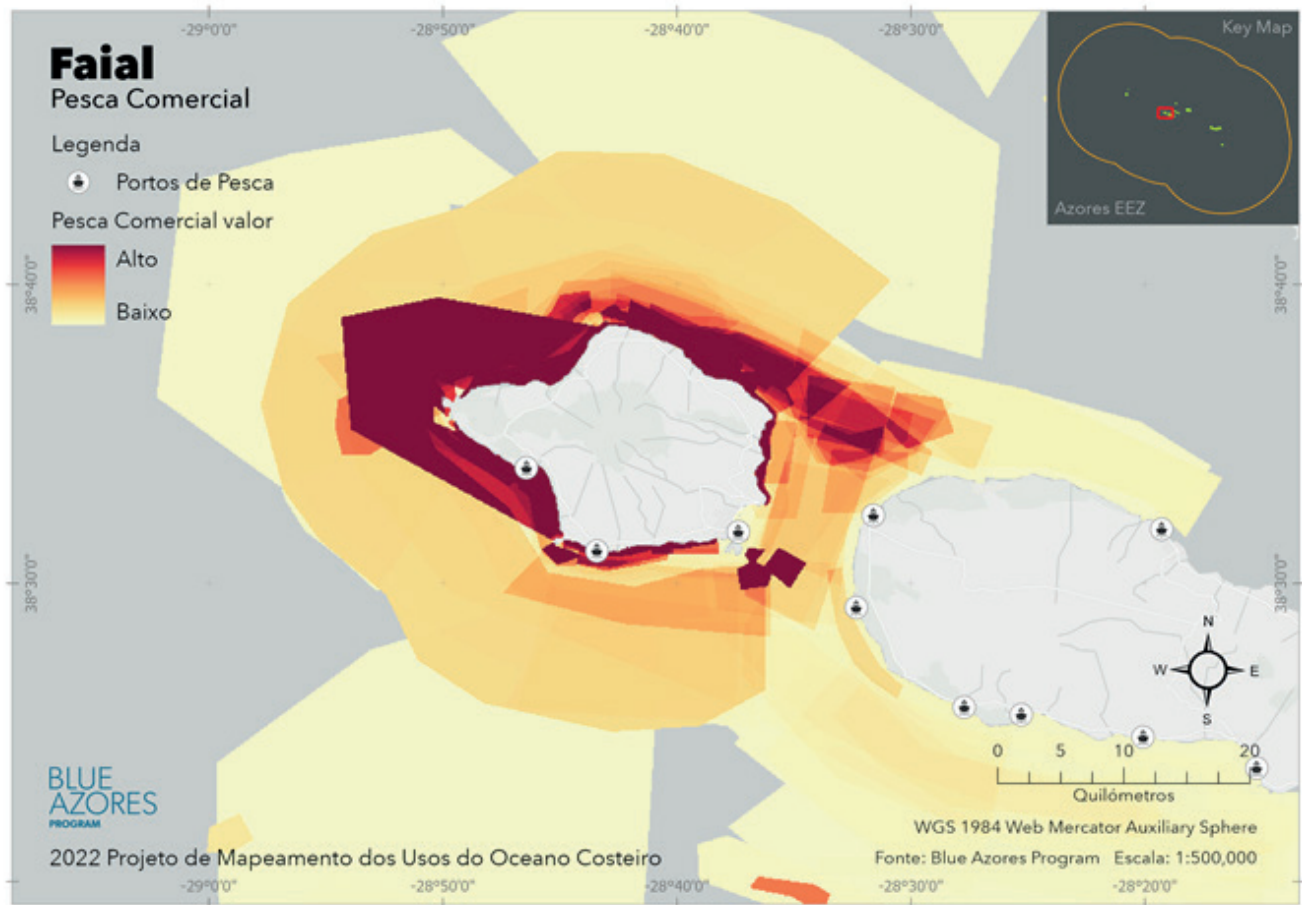 -29°0'0"
-28°50'0"
-28°40'0"
-28°30'0"
Key Map
Azores EEZ
Faial
Pesca Comercial
Legenda
Portos de Pesca
Pesca Comercial valor
Alto
Baixo
38°40'0"
38°40'0"
38°30'0"
38°30'0"
N
W
E
S
0 5 10 20
Quilómetros
BLUE
AZORES
PROGRAM
WGS 1984 Web Mercator Auxiliary Sphere
2022 Projeto de Mapeamento dos Usos do Oceano Costeiro
Fonte: Blue Azores Program Escala: 1:500,000
-29°0'0"
-28°50'0"
-28°40'0"
-28°30'0"
-28°20'0"